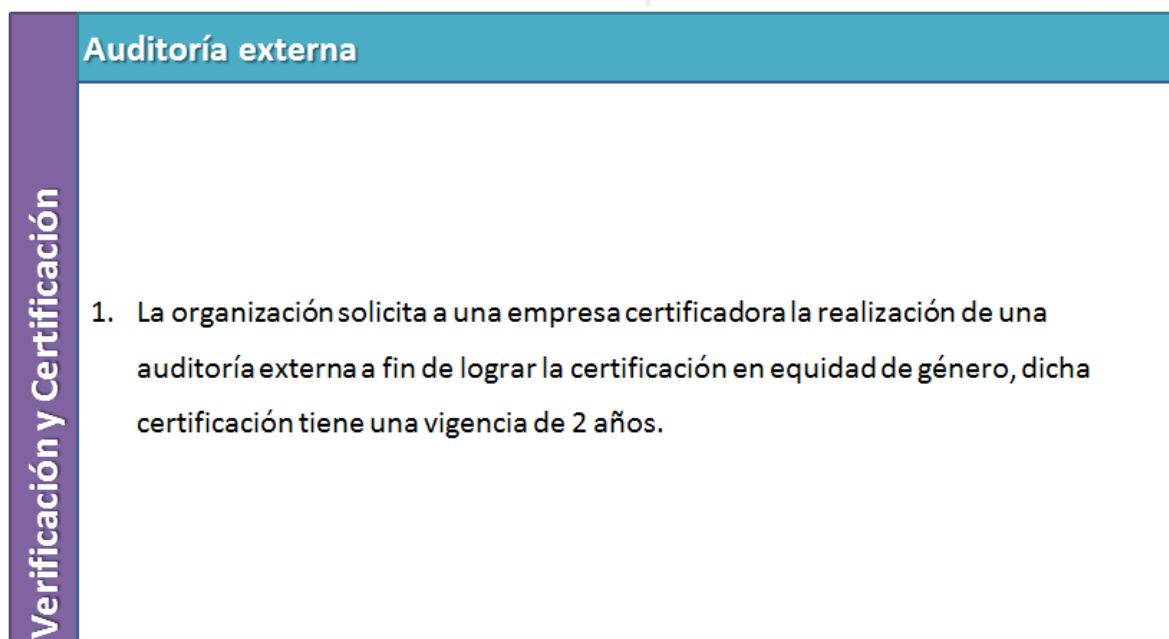 Auditoría externa
Verificación y Certificación
1. La organización solicita a una empresa certificadora la realización de una
auditoría externa a fin de lograr la certificación en equidad de género, dicha
certificación tiene una vigencia de 2 años.